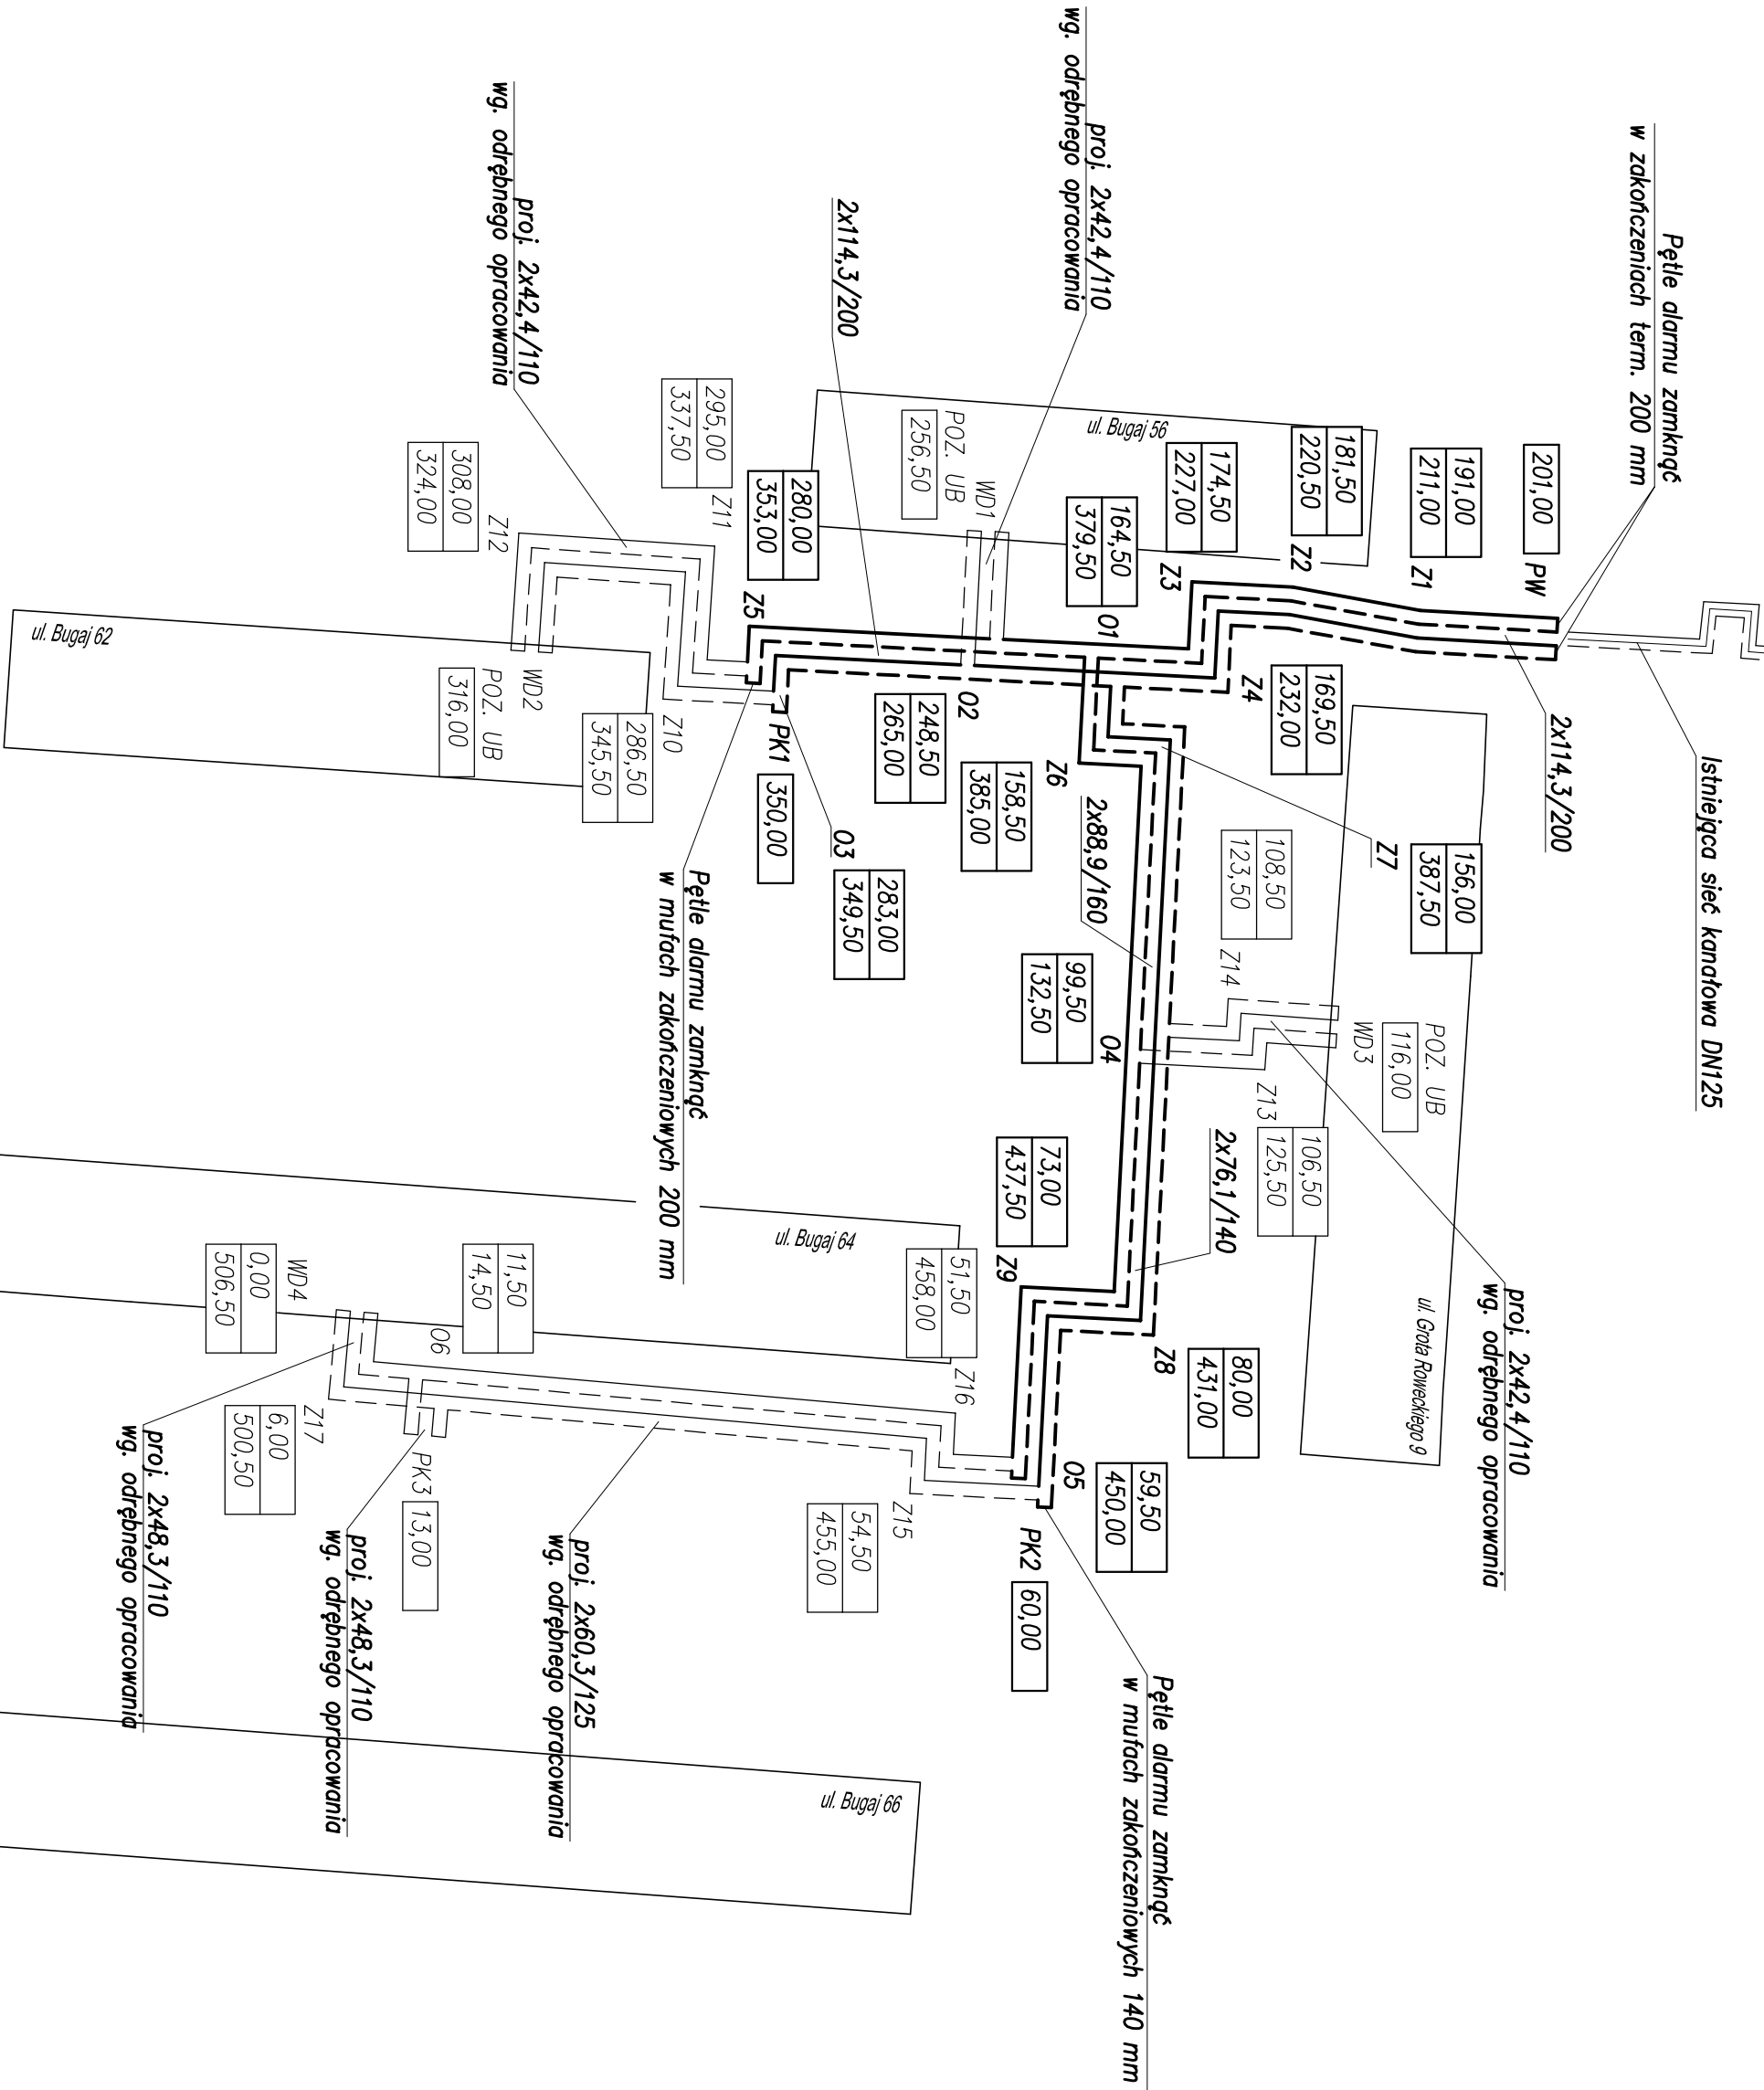 Pętle alarmu zamknąć
w zakończeniach term. 200 mm
Istniejąca sieć kanałowa DN125
2x114,3/200
PW
201,00
Z1
191,00
211,00
Z2
181,50
220,50
Z3
174,50
227,00
Z4
169,50
232,00
O1
164,50
379,50
ul. Bugaj 56
proj. 2x42,4/110
wg. odrębnego opracowania
WD1
POZ. UB
256,50
2x114,3/200
O2
248,50
265,00
Z6
158,50
385,00
Z7
156,00
387,50
2x88,9/160
Z5
280,00
353,00
PK1
350,00
O3
283,00
349,50
Pętle alarmu zamknąć
w mufach zakończeniowych 200 mm
proj. 2x42,4/110
wg. odrębnego opracowania
Z11
295,00
337,50
Z12
308,00
324,00
Z10
286,50
345,50
WD2
POZ. UB
316,00
ul. Bugaj 62
Z14
108,50
123,50
POZ. UB
116,00
WD3
Z13
106,50
125,50
ul. Grota Roweckiego 9
proj. 2x42,4/110
wg. odrębnego opracowania
O4
99,50
132,50
2x76,1/140
Z9
73,00
437,50
Z8
80,00
431,00
O5
59,50
450,00
PK2
60,00
Pętle alarmu zamknąć
w mufach zakończeniowych 140 mm
ul. Bugaj 64
Z16
51,50
458,00
Z15
54,50
455,00
O6
11,50
14,50
WD4
0,00
506,50
Z17
6,00
500,50
PK3
13,00
proj. 2x60,3/125
wg. odrębnego opracowania
proj. 2x48,3/110
wg. odrębnego opracowania
proj. 2x48,3/110
wg. odrębnego opracowania
ul. Bugaj 66